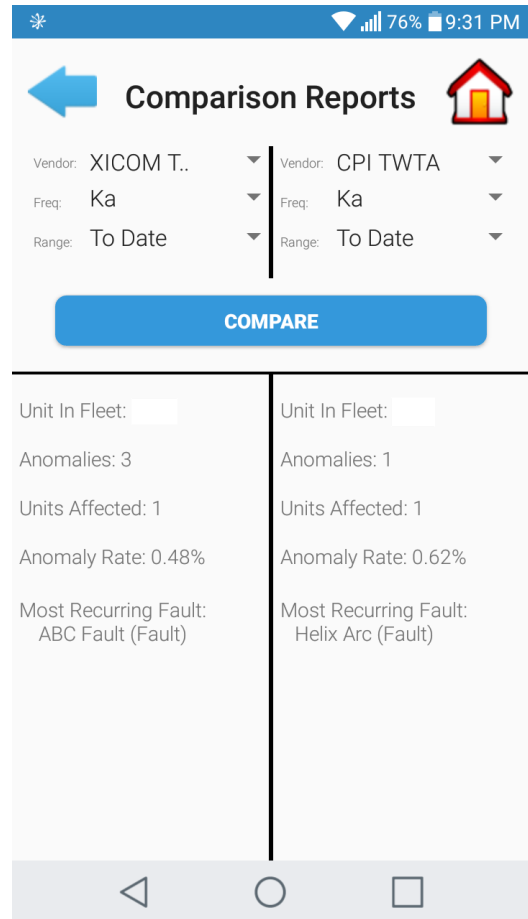 76% 9:31 PM
Comparison Reports
Vendor: XICOM T..
Freq: Ka
Range: To Date
Vendor: CPI TWTA
Freq: Ka
Range: To Date
COMPARE
Unit In Fleet:
Anomalies: 3
Units Affected: 1
Anomaly Rate: 0.48%
Most Recurring Fault:
ABC Fault (Fault)
Unit In Fleet:
Anomalies: 1
Units Affected: 1
Anomaly Rate: 0.62%
Most Recurring Fault:
Helix Arc (Fault)